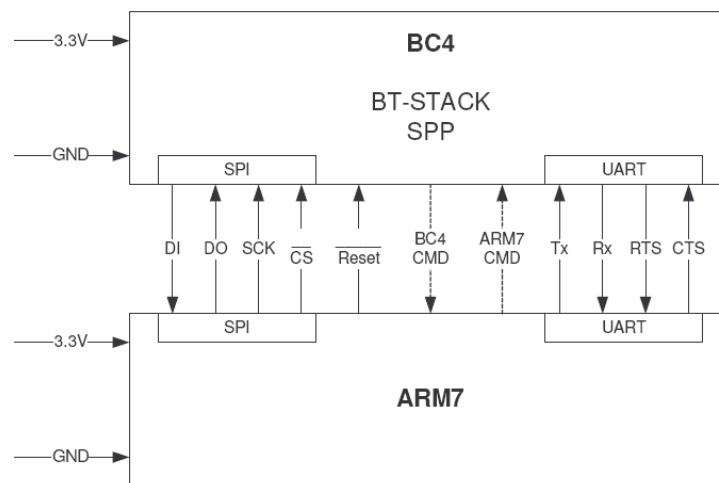 BC4
3.3V
BT-STACK
SPP
GND
SPI
UART
DI
DO
SCK
CS
Reset
BC4
CMD
ARM7
CMD
Tx
Rx
RTS
CTS
SPI
UART
3.3V
ARM7
GND